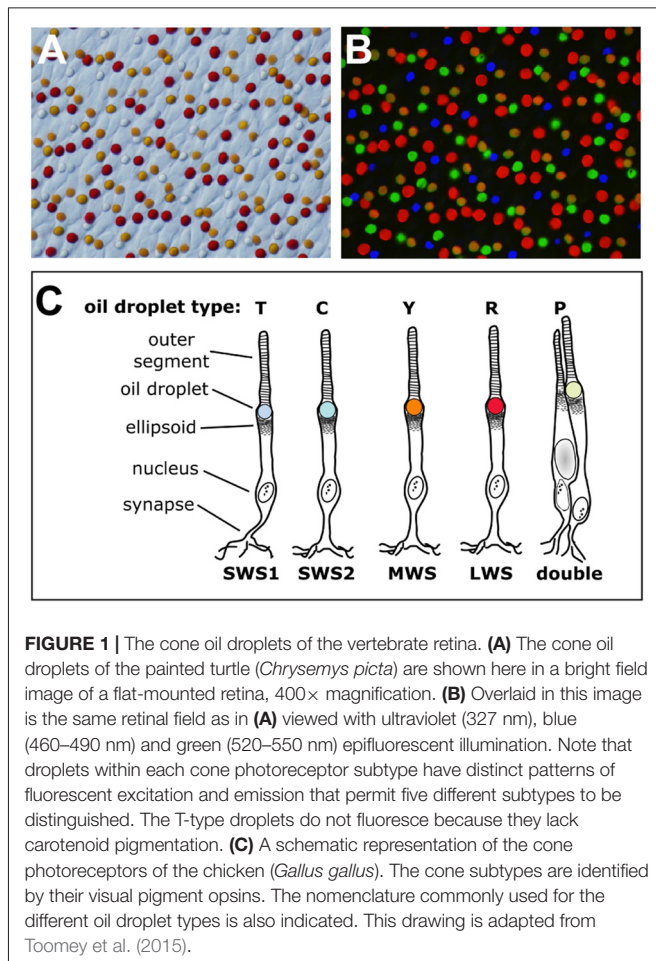 A
B
C
oil droplet type: T C Y R P
outer
segment
oil droplet
ellipsoid
nucleus
synapse
SWS1 SWS2 MWS LWS double
FIGURE 1 | The cone oil droplets of the vertebrate retina. (A) The cone oil
droplets of the painted turtle (Chrysemys picta) are shown here in a bright field
image of a flat-mounted retina, 400× magnification. (B) Overlaid in this image
is the same retinal field as in (A) viewed with ultraviolet (327 nm), blue
(460–490 nm) and green (520–550 nm) epifluorescent illumination. Note that
droplets within each cone photoreceptor subtype have distinct patterns of
fluorescent excitation and emission that permit five different subtypes to be
distinguished. The T-type droplets do not fluoresce because they lack
carotenoid pigmentation. (C) A schematic representation of the cone
photoreceptors of the chicken (Gallus gallus). The cone subtypes are identified
by their visual pigment opsins. The nomenclature commonly used for the
different oil droplet types is also indicated. This drawing is adapted from
Toomey et al. (2015).